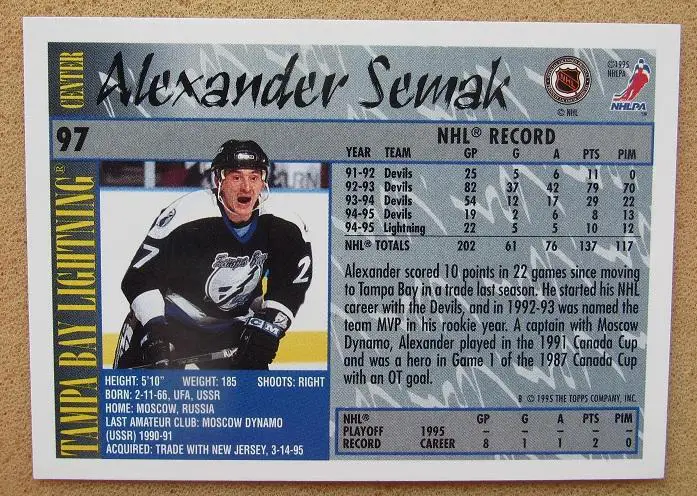 CENTER
Alexander Semak
NHL
© NHL
©1995
NHLPA
NHLPA
97
TAMPA BAY LIGHTNING®
NHL® RECORD
YEAR TEAM GP G A PTS PIM
91-92 Devils 25 5 6 11 0
92-93 Devils 82 37 42 79 70
93-94 Devils 54 12 17 29 22
94-95 Devils 19 2 6 8 13
94-95 Lightning 22 5 5 10 12
NHL® TOTALS 202 61 76 137 117
Alexander scored 10 points in 22 games since moving
to Tampa Bay in a trade last season. He started his NHL
career with the Devils, and in 1992-93 was named the
team MVP in his rookie year. A captain with Moscow
Dynamo, Alexander played in the 1991 Canada Cup
and was a hero in Game 1 of the 1987 Canada Cup
with an OT goal.
8 © 1995 THE TOPPS COMPANY, INC.
27
Tampa Bay
CCM
HEIGHT: 5'10" WEIGHT: 185 SHOOTS: RIGHT
BORN: 2-11-66, UFA, USSR
HOME: MOSCOW, RUSSIA
LAST AMATEUR CLUB: MOSCOW DYNAMO
(USSR) 1990-91
ACQUIRED: TRADE WITH NEW JERSEY, 3-14-95
NHL® GP G A PTS PIM
PLAYOFF 1995 – – – – –
RECORD CAREER 8 1 1 2 0